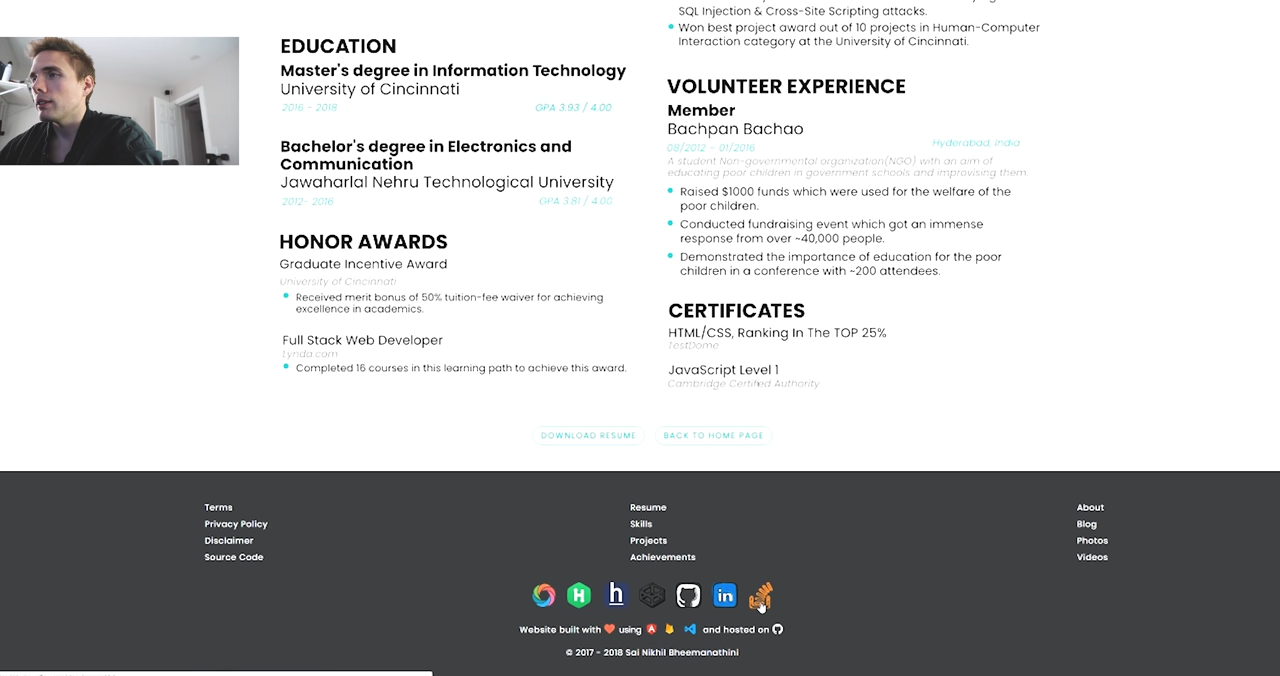 EDUCATION
Master's degree in Information Technology
University of Cincinnati
2016 - 2018 GPA 3.93 / 4.00
Bachelor's degree in Electronics and
Communication
Jawaharlal Nehru Technological University
2012- 2016 GPA 3.81 / 4.00
HONOR AWARDS
Graduate Incentive Award
University of Cincinnati
Received merit bonus of 50% tuition-fee waiver for achieving
excellence in academics.
Full Stack Web Developer
Lynda.com
Completed 16 courses in this learning path to achieve this award.
SQL Injection & Cross-Site Scripting attacks.
Won best project award out of 10 projects in Human-Computer
Interaction category at the University of Cincinnati.
VOLUNTEER EXPERIENCE
Member
Bachpan Bachao
08/2012 - 01/2016 Hyderabad, India
A student Non-governmental organization(NGO) with an aim of
educating poor children in government schools and improvising them.
Raised $1000 funds which were used for the welfare of the
poor children.
Conducted fundraising event which got an immense
response from over ~40,000 people.
Demonstrated the importance of education for the poor
children in a conference with ~200 attendees.
CERTIFICATES
HTML/CSS, Ranking In The TOP 25%
TestDome
JavaScript Level 1
Cambridge Certified Authority
DOWNLOAD RESUME BACK TO HOME PAGE
Terms
Privacy Policy
Disclaimer
Source Code
Resume
Skills
Projects
Achievements
About
Blog
Photos
Videos
H h in
Website built with using and hosted on
© 2017 - 2018 Sai Nikhil Bheemanathini